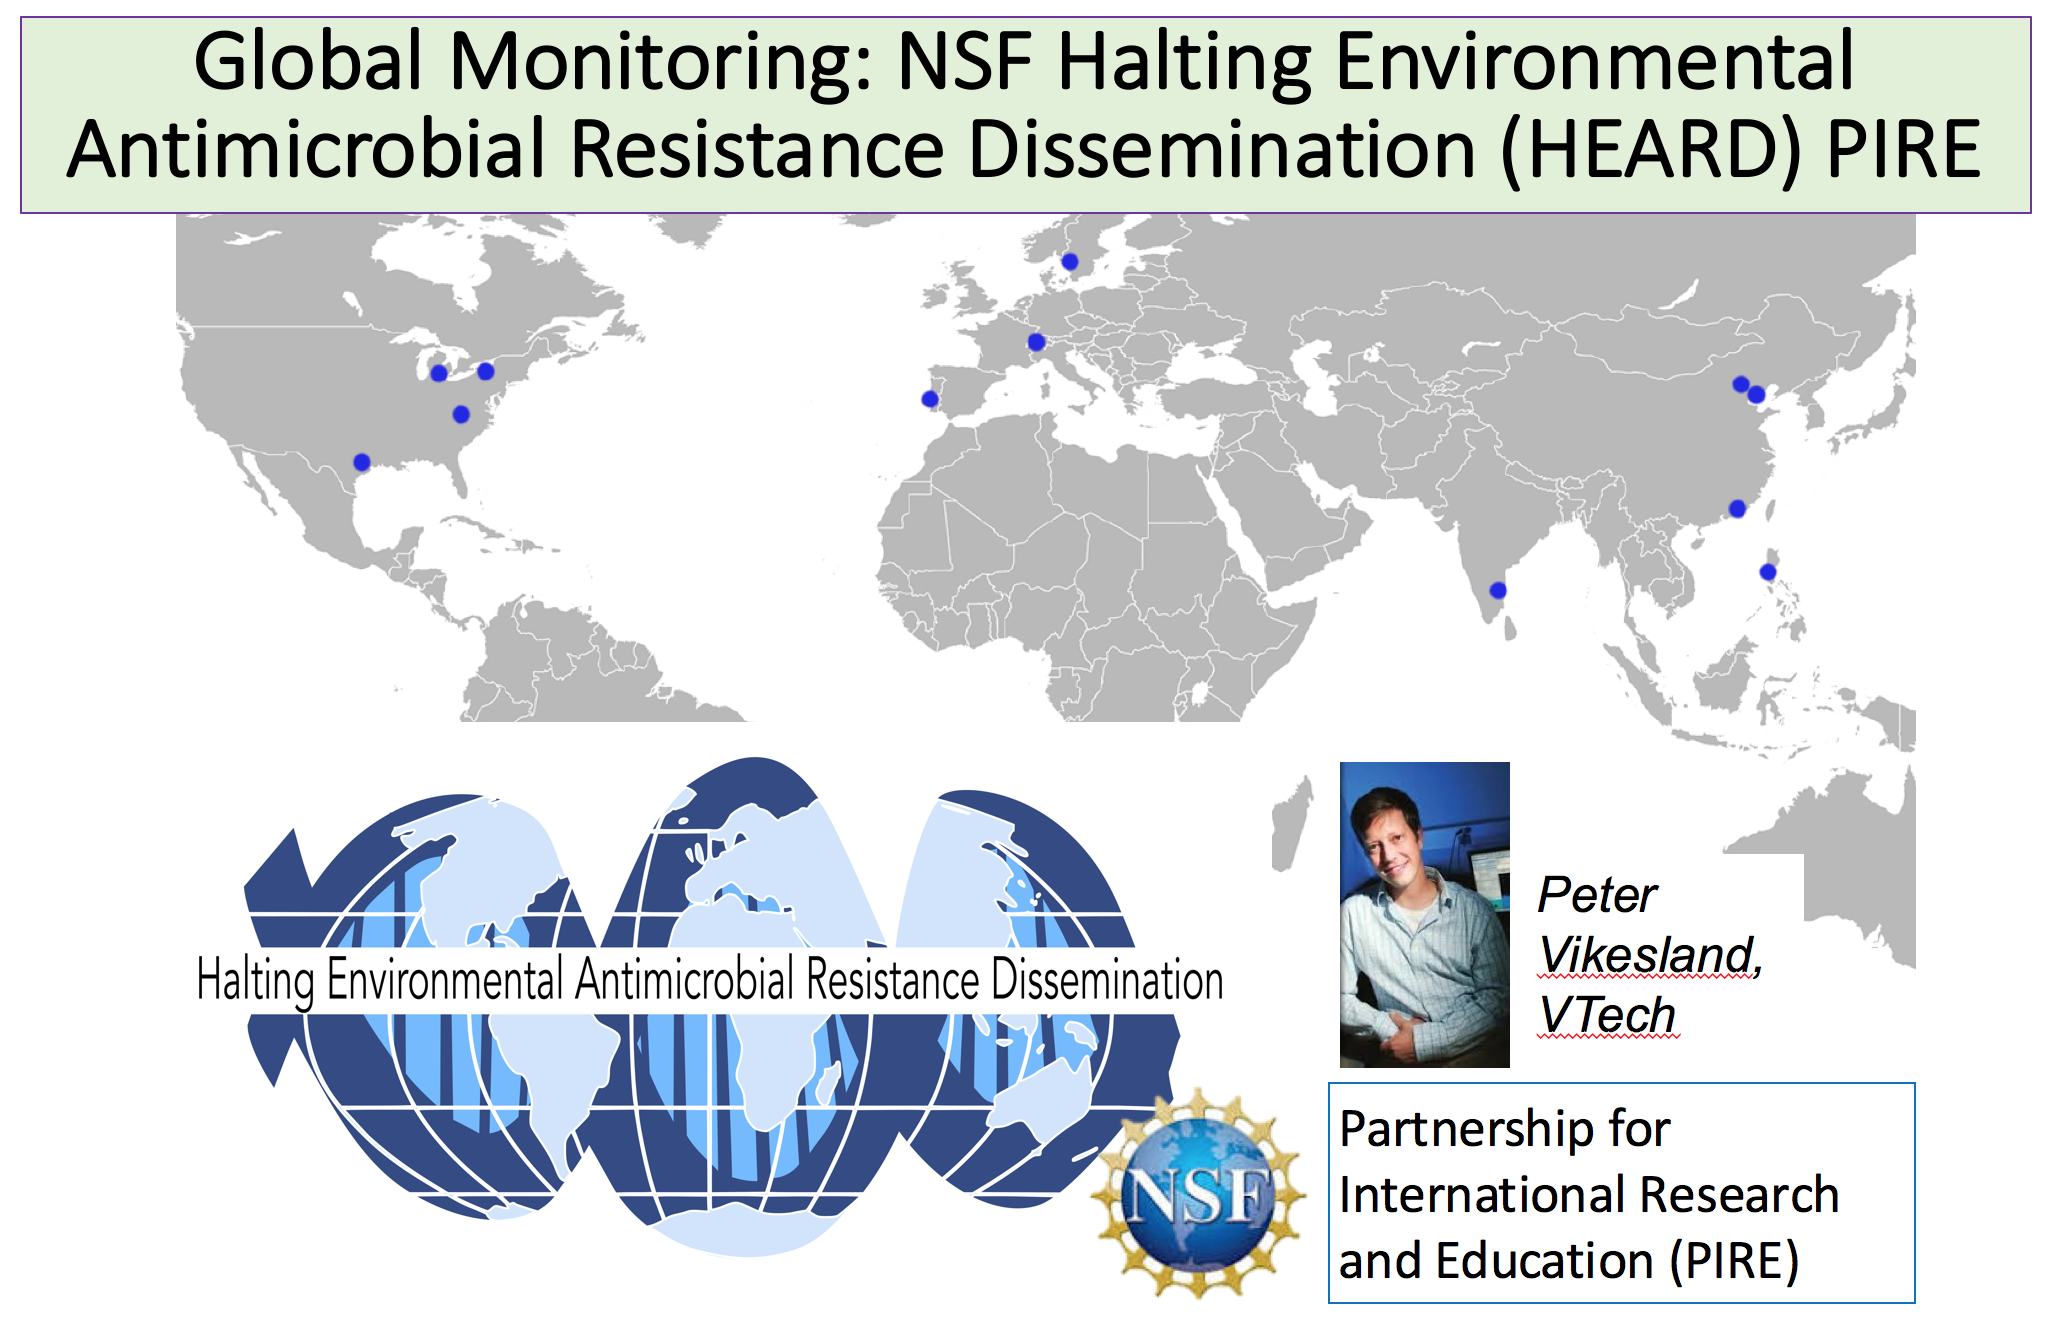 Global Monitoring: NSF Halting Environmental
Antimicrobial Resistance Dissemination (HEARD) PIRE
Halting Environmental Antimicrobial Resistance Dissemination
Peter
Vikesland,
VTech
NSF
Partnership for
International Research
and Education (PIRE)